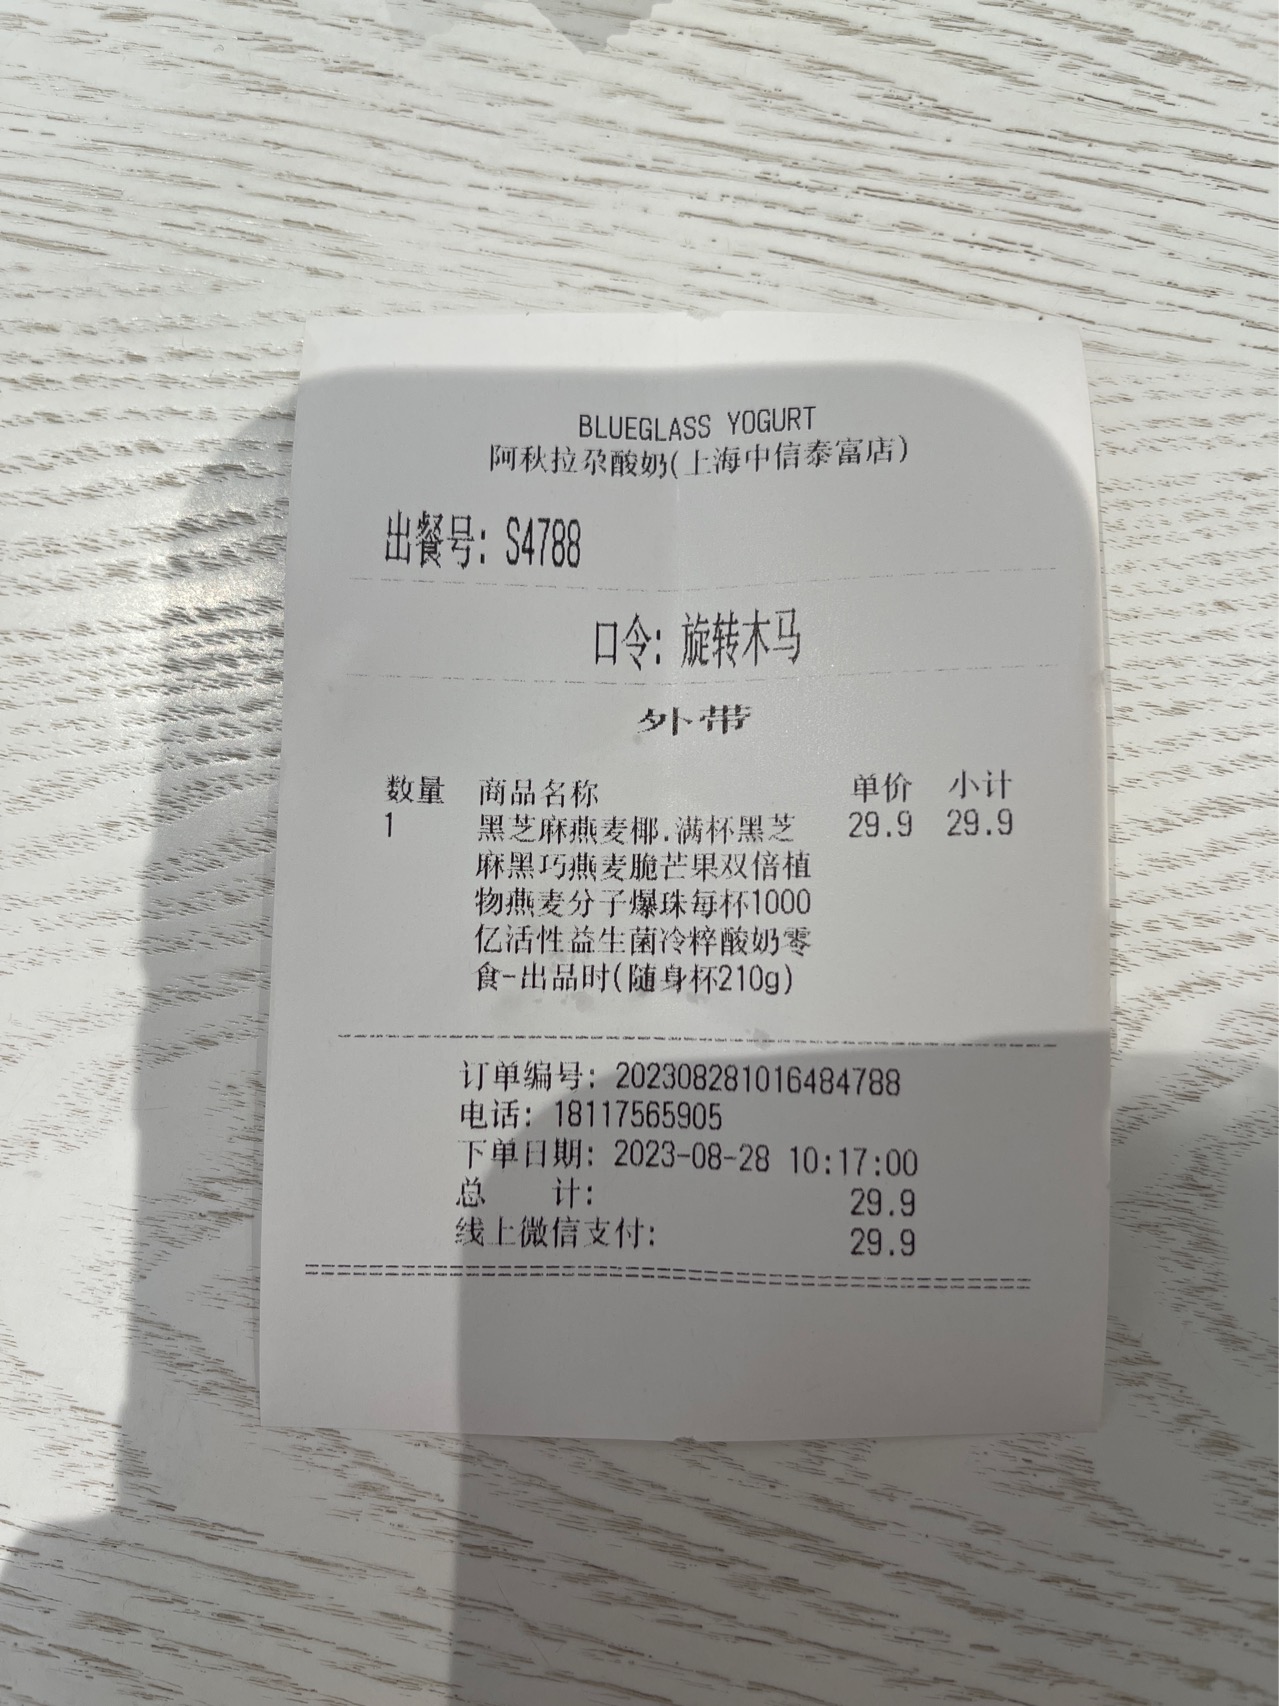 BLUEGLASS YOGURT
阿秋拉尕酸奶(上海中信泰富店)
出餐号: S4788
口令: 旋转木马
外带
数量 商品名称 单价 小计
1 黑芝麻燕麦椰.满杯黑芝 29.9 29.9
麻黑巧燕麦脆芒果双倍植
物燕麦分子爆珠每杯1000
亿活性益生菌冷粹酸奶零
食-出品时(随身杯210g)
订单编号: 202308281016484788
电话: 18117565905
下单日期: 2023-08-28 10:17:00
总 计: 29.9
线上微信支付: 29.9